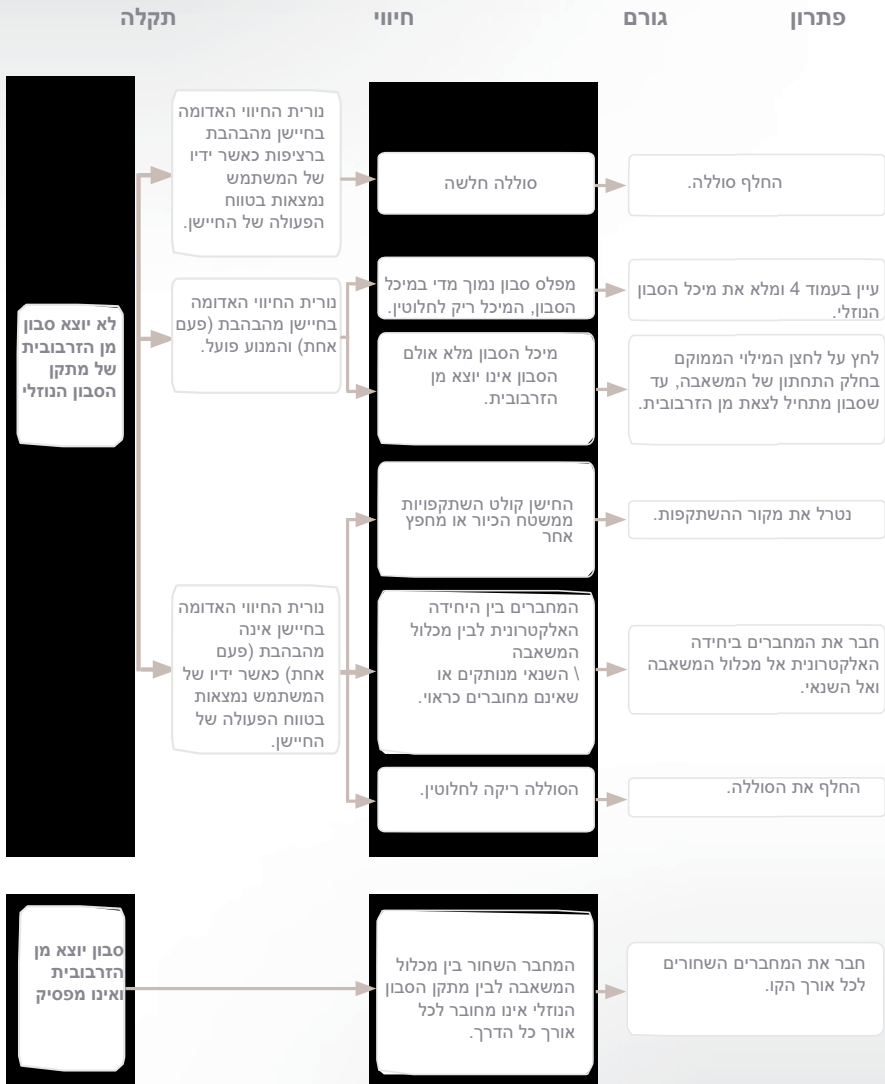 תקלה
חיווי
גורם
פתרון
לא יוצא סבון
מן הזרבובית
של מתקן
הסבון הנוזלי
נורית החיווי האדומה
בחיישן מהבהבת
ברציפות כאשר ידיו
של המשתמש
נמצאות בטווח
הפעולה של החיישן.
סוללה חלשה
החלף סוללה.
נורית החיווי האדומה
בחיישן מהבהבת (פעם
אחת) והמנוע פועל.
מפלס סבון נמוך מדי במיכל
הסבון, המיכל ריק לחלוטין.
עיין בעמוד 4 ומלא את מיכל הסבון
הנוזלי.
מיכל הסבון מלא אולם
הסבון אינו יוצא מן
הזרבובית.
לחץ על לחצן המילוי הממוקם
בחלק התחתון של המשאבה, עד
שסבון מתחיל לצאת מן הזרבובית.
נורית החיווי האדומה
בחיישן אינה
מהבהבת (פעם
אחת) כאשר ידיו של
המשתמש נמצאות
בטווח הפעולה של
החיישן.
החישן קולט השתקפויות
ממשטח הכיור או מחפץ
אחר
נטרל את מקור ההשתקפות.
המחברים בין היחידה
האלקטרונית לבין מכלול
המשאבה
\ השנאי מנותקים או
שאינם מחוברים כראוי.
חבר את המחברים ביחידה
האלקטרונית אל מכלול המשאבה
ואל השנאי.
הסוללה ריקה לחלוטין.
החלף את הסוללה.
סבון יוצא מן
הזרבובית
ואינו מפסיק
המחבר השחור בין מכלול
המשאבה לבין מתקן הסבון
הנוזלי אינו מחובר לכל
אורך כל הדרך.
חבר את המחברים השחורים
לכל אורך הקו.